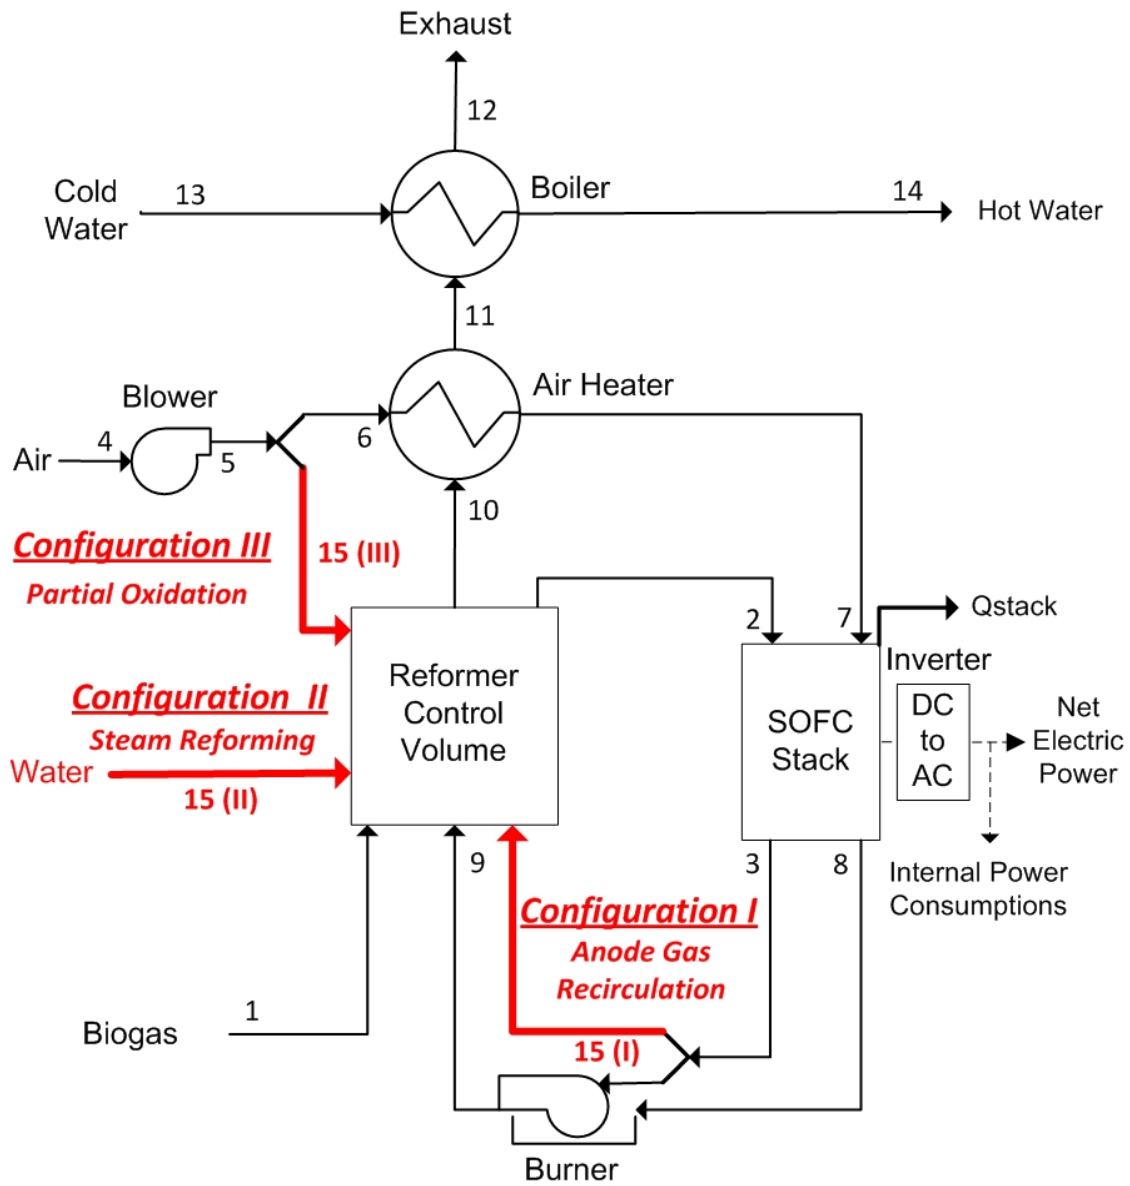 Exhaust
12
Cold
Water
13
Boiler
14
Hot Water
11
Blower
Air Heater
Air
4
5
6
10
Configuration III
Partial Oxidation
15 (III)
2
7
Qstack
Reformer
Control
Volume
Inverter
SOFC
Stack
DC
to
AC
Net
Electric
Power
Configuration II
Steam Reforming
Water
15 (II)
9
3
8
Internal Power
Consumptions
Configuration I
Anode Gas
Recirculation
1
Biogas
15 (I)
Burner